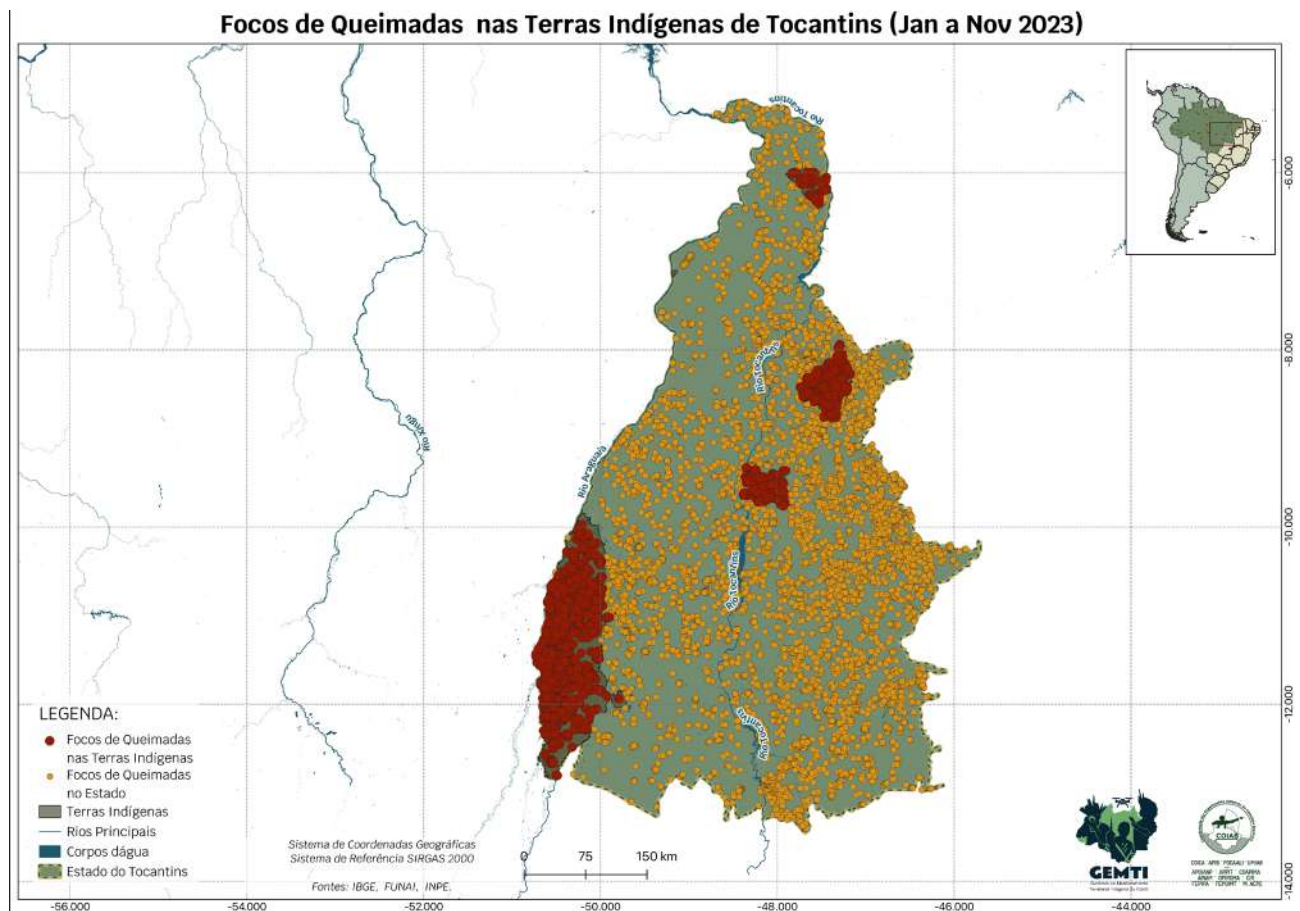 Focos de Queimadas nas Terras Indígenas de Tocantins (Jan a Nov 2023)
Rio Tocantins
-6.000
-8.000
Rio Tocantins
Rio Xingu
Rio Araguaia
-10.000
Rio Tocantins
-12.000
Rio Tocantins
LEGENDA:
Focos de Queimadas
nas Terras Indígenas
Focos de Queimadas
no Estado
Terras Indígenas
Rios Principais
Corpos dágua
Estado do Tocantins
Sistema de Coordenadas Geográficas
Sistema de Referência SIRGAS 2000
Fontes: IBGE, FUNAI, INPE.
0 75 150 km
GEMTI
COIAB
-14.000
-56.000 -54.000 -52.000 -50.000 -48.000 -46.000 -44.000